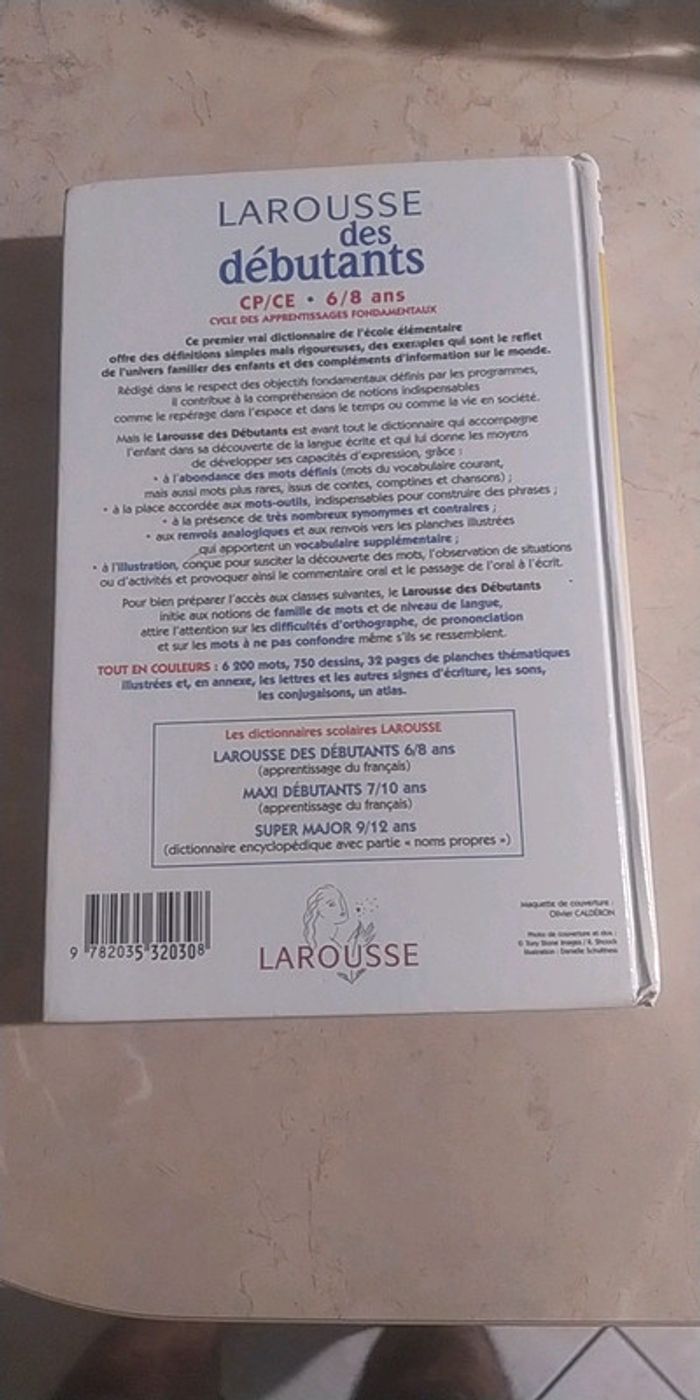 LAROUSSE
des
débutants
CP/CE • 6/8 ans
CYCLE DES APPRENTISSAGES FONDAMENTAUX
Ce premier vrai dictionnaire de l'école élémentaire
offre des définitions simples mais rigoureuses, des exemples qui sont le reflet
de l'univers familier des enfants et des compléments d'information sur le monde.
Rédigé dans le respect des objectifs fondamentaux définis par les programmes,
il contribue à la compréhension de notions indispensables
comme le repérage dans l'espace et dans le temps ou comme la vie en société.
Mais le Larousse des Débutants est avant tout le dictionnaire qui accompagne
l'enfant dans sa découverte de la langue écrite et qui lui donne les moyens
de développer ses capacités d'expression, grâce :
• à l'abondance des mots définis (mots du vocabulaire courant,
mais aussi mots plus rares, issus de contes, comptines et chansons) ;
• à la place accordée aux mots-outils, indispensables pour construire des phrases ;
• à la présence de très nombreux synonymes et contraires ;
• aux renvois analogiques et aux renvois vers les planches illustrées
qui apportent un vocabulaire supplémentaire ;
• à l'illustration, conçue pour susciter la découverte des mots, l'observation de situations
ou d'activités et provoquer ainsi le commentaire oral et le passage de l'oral à l'écrit.
Pour bien préparer l'accès aux classes suivantes, le Larousse des Débutants
initie aux notions de famille de mots et de niveau de langue,
attire l'attention sur les difficultés d'orthographe, de prononciation
et sur les mots à ne pas confondre même s'ils se ressemblent.
TOUT EN COULEURS : 6 200 mots, 750 dessins, 32 pages de planches thématiques
illustrées et, en annexe, les lettres et les autres signes d'écriture, les sons,
les conjugaisons, un atlas.
Les dictionnaires scolaires LAROUSSE
LAROUSSE DES DÉBUTANTS 6/8 ans
(apprentissage du français)
MAXI DÉBUTANTS 7/10 ans
(apprentissage du français)
SUPER MAJOR 9/12 ans
(dictionnaire encyclopédique avec partie « noms propres »)
9 782035 320308
LAROUSSE
Maquette de couverture :
Olivier CALDÉRON
Photo de couverture et dos :
© Tony Stone Images / R.
Illustration : Danielle Schulthess